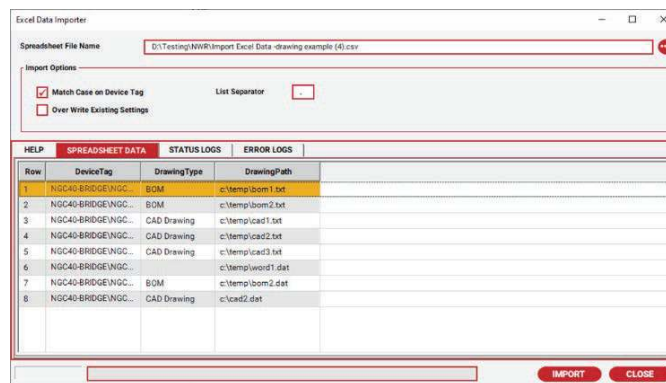 Excel Data Importer
Spreadsheet File Name D:\Testing\NWR\Import Excel Data -drawing example (4).csv
Import Options
Match Case on Device Tag List Separator ,
Over Write Existing Settings
HELP SPREADSHEET DATA STATUS LOGS ERROR LOGS
Row DeviceTag DrawingType DrawingPath
1 NGC40-BRIDGE\NGC... BOM c:\temp\bom1.txt
2 NGC40-BRIDGE\NGC... BOM c:\temp\bom2.txt
3 NGC40-BRIDGE\NGC... CAD Drawing c:\temp\cad1.txt
4 NGC40-BRIDGE\NGC... CAD Drawing c:\temp\cad2.txt
5 NGC40-BRIDGE\NGC... CAD Drawing c:\temp\cad3.txt
6 NGC40-BRIDGE\NGC... c:\temp\word1.dat
7 NGC40-BRIDGE\NGC... BOM c:\temp\bom2.dat
8 NGC40-BRIDGE\NGC... CAD Drawing c:\cad2.dat
IMPORT CLOSE